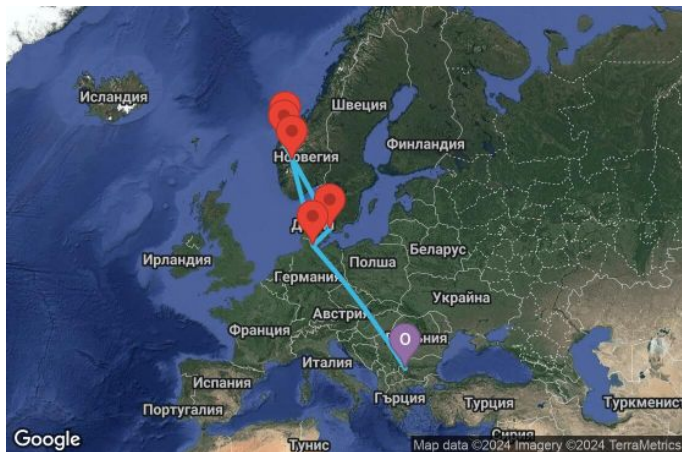 Исландия
Швеция
Финландия
Норвегия
Ирландия
Полша
Беларус
Германия
Украйна
Австрия
Франция
Италия
Испания
Гърция
Турция
Туркменист
Португалия
Тунис
Сирия
O
Google
Map data ©2024 Imagery ©2024 TerraMetrics